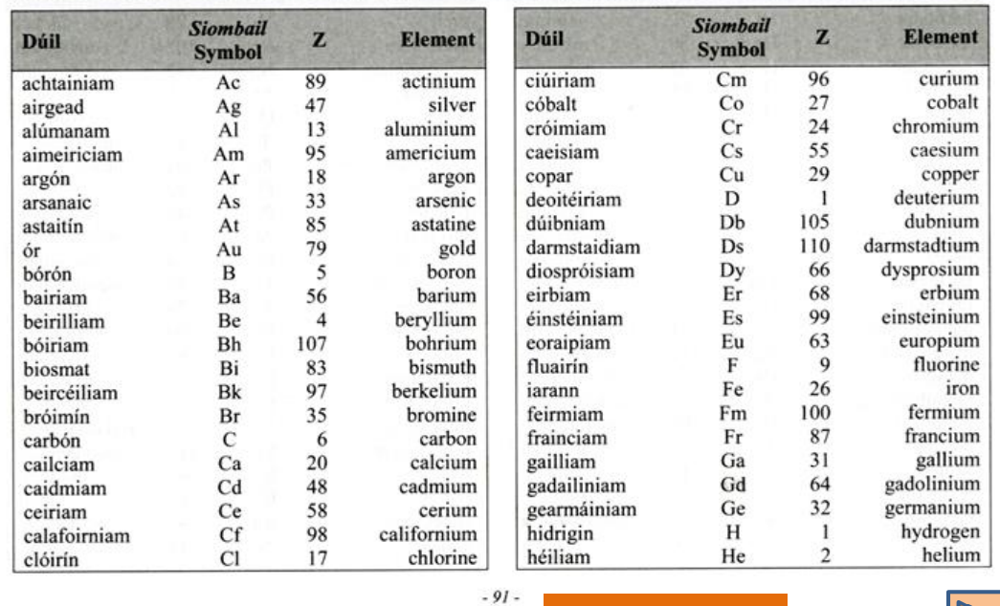 Dúil Siombail Symbol Z Element
achtainiam Ac 89 actinium
airgead Ag 47 silver
alúmanam Al 13 aluminium
aimeiriciam Am 95 americium
argón Ar 18 argon
arsanaic As 33 arsenic
astaitín At 85 astatine
ór Au 79 gold
bórón B 5 boron
bairiam Ba 56 barium
beirilliam Be 4 beryllium
bóiriam Bh 107 bohrium
biosmat Bi 83 bismuth
beircéiliam Bk 97 berkelium
bróimín Br 35 bromine
carbón C 6 carbon
cailciam Ca 20 calcium
caidmiam Cd 48 cadmium
ceiriam Ce 58 cerium
calafoirniam Cf 98 californium
clóirín Cl 17 chlorine
Dúil Siombail Symbol Z Element
ciúiriam Cm 96 curium
cóbalt Co 27 cobalt
cróimiam Cr 24 chromium
caeisiam Cs 55 caesium
copar Cu 29 copper
deoitéiriam D 1 deuterium
dúibniam Db 105 dubnium
darmstaidiam Ds 110 darmstadtium
diospróisiam Dy 66 dysprosium
eirbiam Er 68 erbium
éinstéiniam Es 99 einsteinium
eoraipiam Eu 63 europium
fluairín F 9 fluorine
iarann Fe 26 iron
feirmiam Fm 100 fermium
frainciam Fr 87 francium
gailliam Ga 31 gallium
gadailiniam Gd 64 gadolinium
gearmáiniam Ge 32 germanium
hidrigin H 1 hydrogen
héiliam He 2 helium
- 91 -